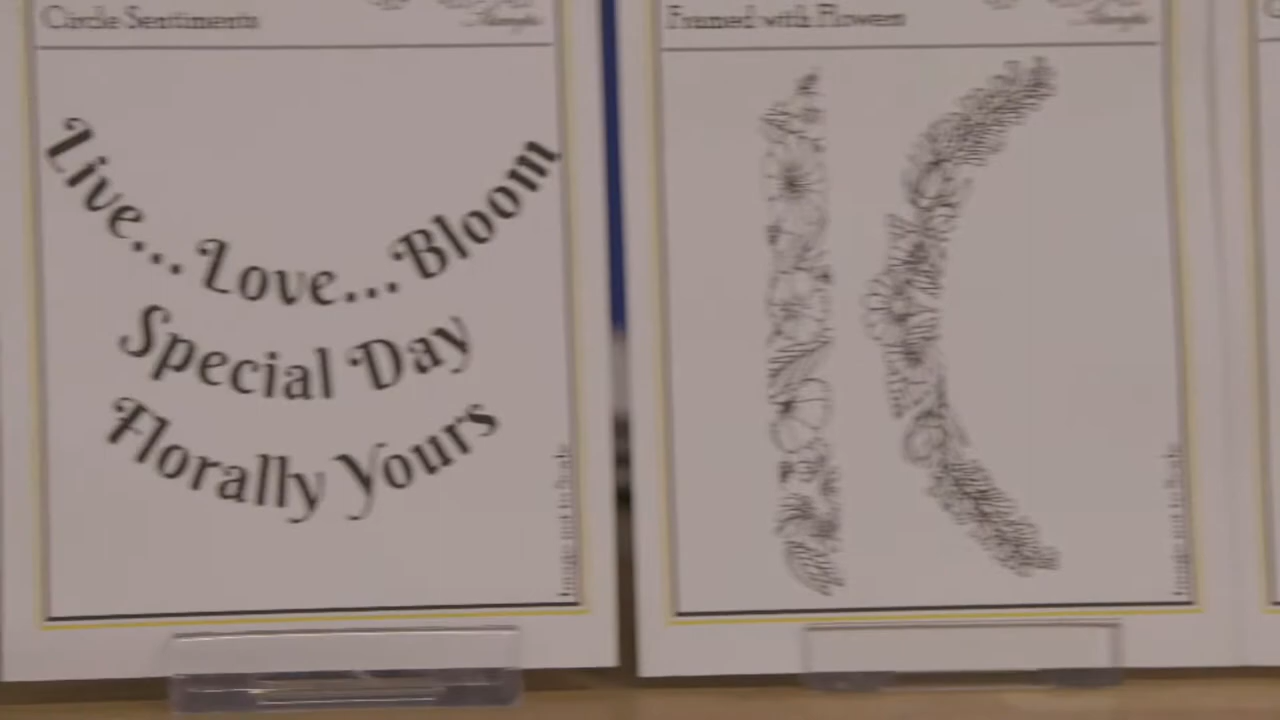 Circle Sentiments
Live...Love...Bloom
Special Day
Florally Yours
Framed with Flowers